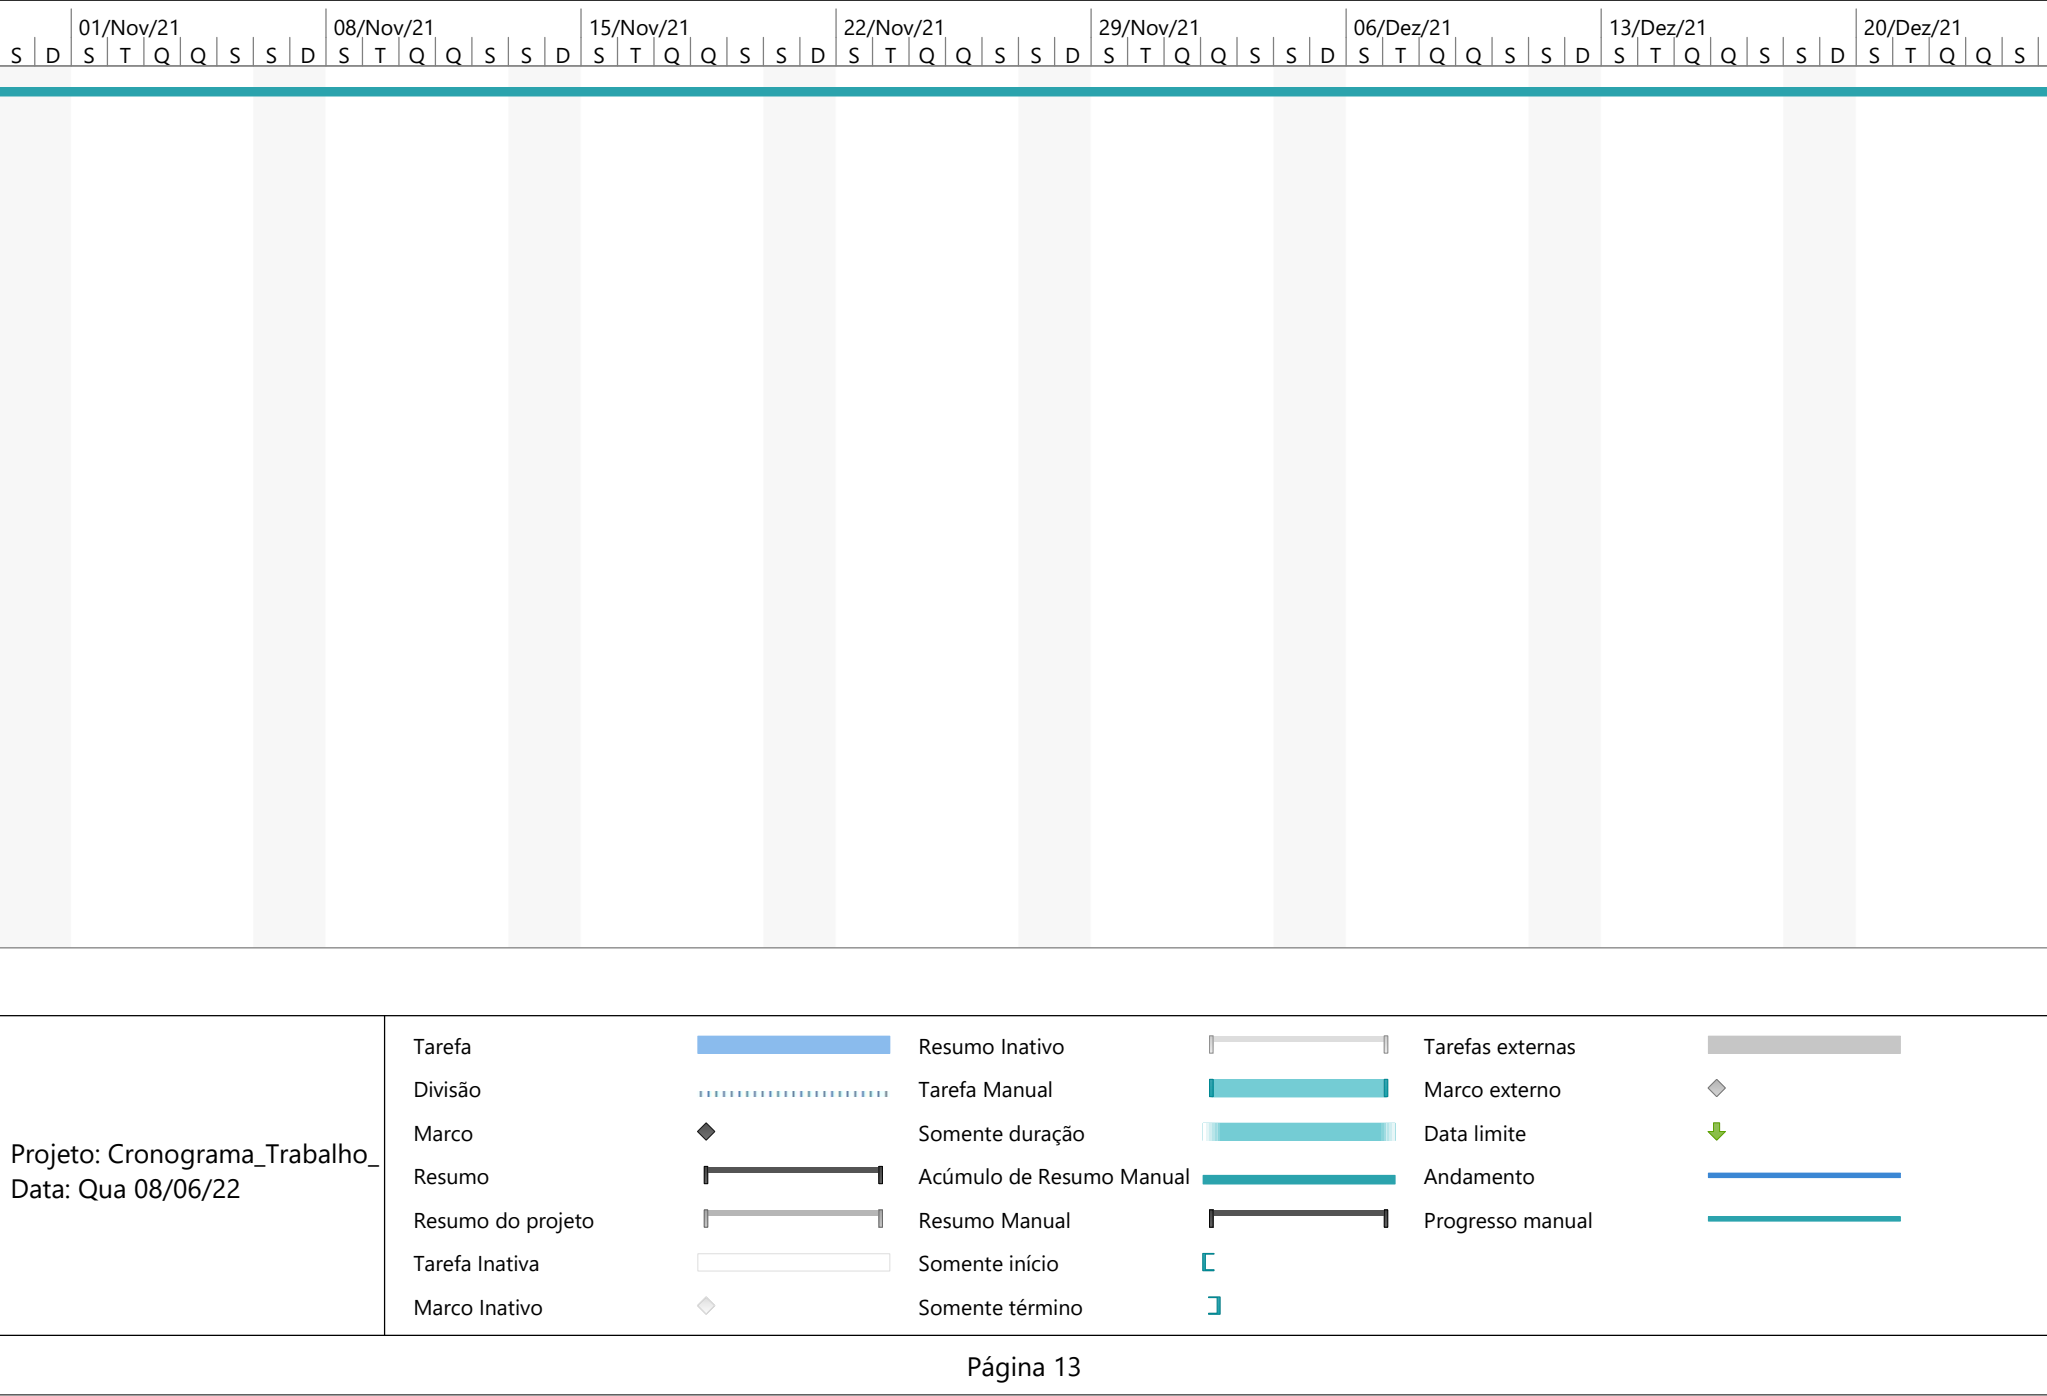 01/Nov/21 08/Nov/21 15/Nov/21 22/Nov/21 29/Nov/21 06/Dez/21 13/Dez/21 20/Dez/21
S D S T Q Q S S D S T Q Q S S D S T Q Q S S D S T Q Q S S D S T Q Q S S D S T Q Q S S D S T Q Q S S D S T Q Q S
Projeto: Cronograma_Trabalho_
Data: Qua 08/06/22
Tarefa
Divisão
Marco
Resumo
Resumo do projeto
Tarefa Inativa
Marco Inativo
Resumo Inativo
Tarefa Manual
Somente duração
Acúmulo de Resumo Manual
Resumo Manual
Somente início
Somente término
Tarefas externas
Marco externo
Data limite
Andamento
Progresso manual
Página 13